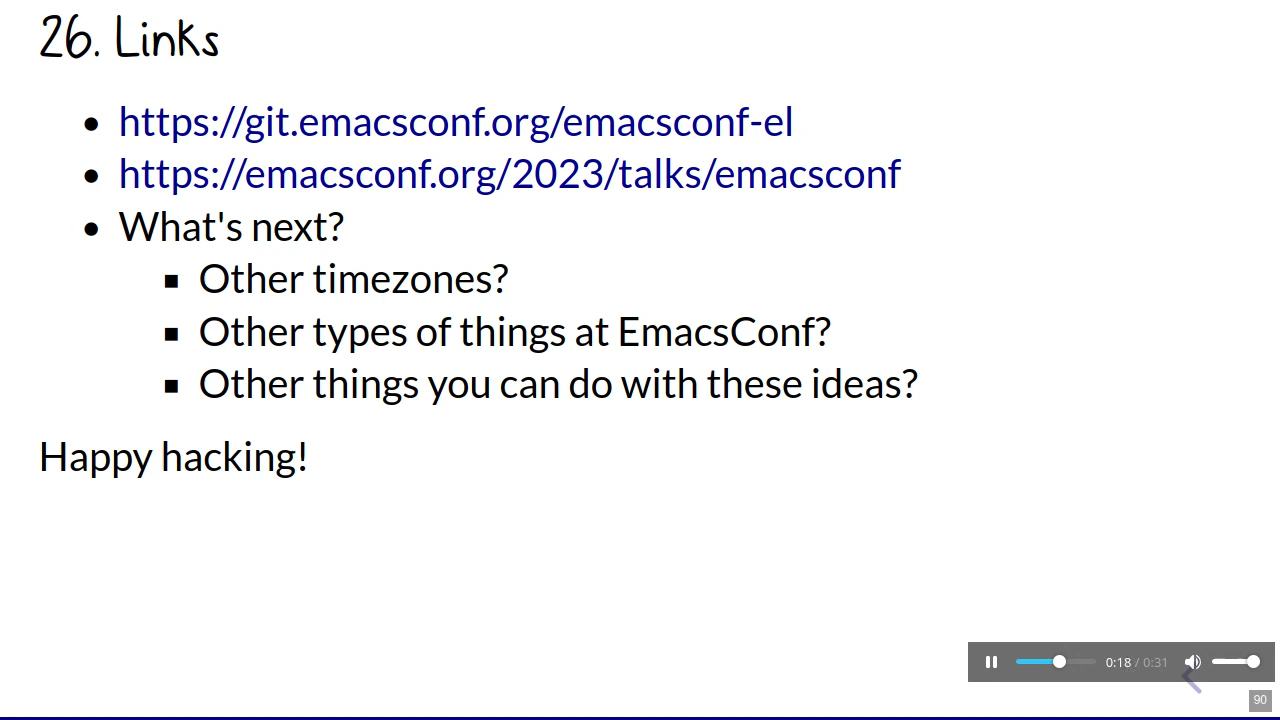 26. Links
https://git.emacsconf.org/emacsconf-el
https://emacsconf.org/2023/talks/emacsconf
What's next?
Other timezones?
Other types of things at EmacsConf?
Other things you can do with these ideas?
Happy hacking!
0:18 / 0:31
90